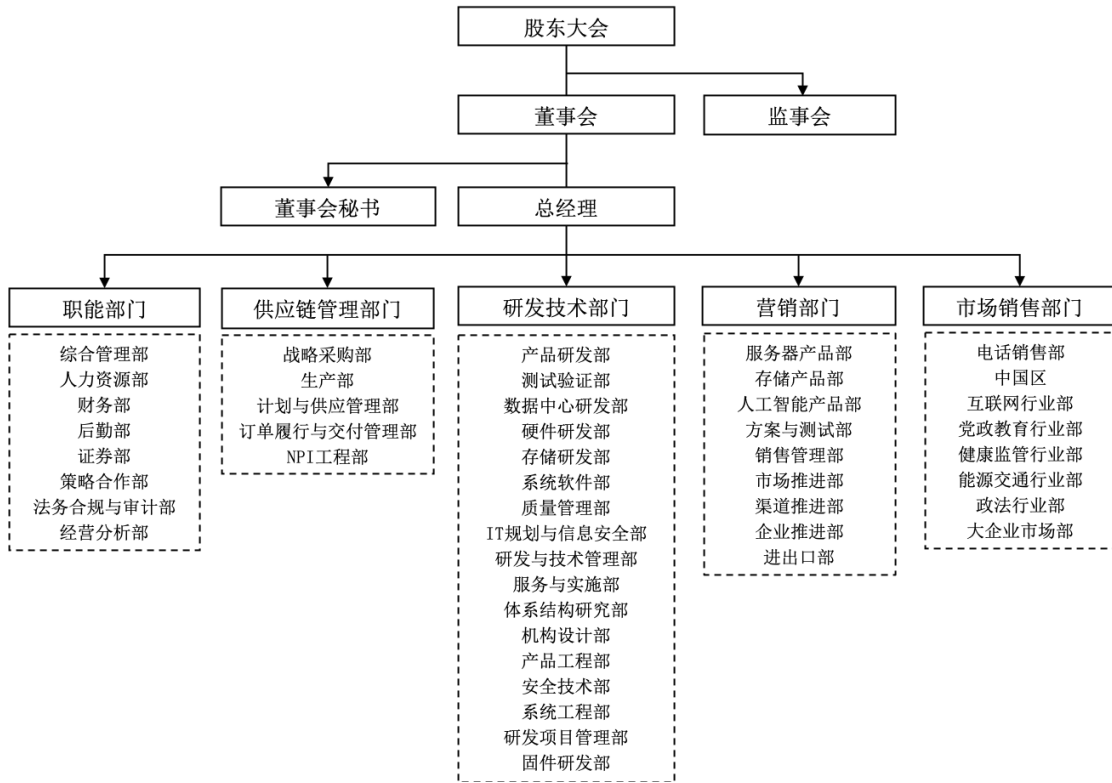 股东大会
董事会
监事会
董事会秘书
总经理
职能部门
综合管理部
人力资源部
财务部
后勤部
证券部
策略合作部
法务合规与审计部
经营分析部
供应链管理部门
战略采购部
生产部
计划与供应管理部
订单履行与交付管理部
NPI工程部
研发技术部门
产品研发部
测试验证部
数据中心研发部
硬件研发部
存储研发部
系统软件部
质量管理部
IT规划与信息安全部
研发与技术管理部
服务与实施部
体系结构研究部
机构设计部
产品工程部
安全技术部
系统工程部
研发项目管理部
固件研发部
营销部门
服务器产品部
存储产品部
人工智能产品部
方案与测试部
销售管理部
市场推进部
渠道推进部
企业推进部
进出口部
市场销售部门
电话销售部
中国区
互联网行业部
党政教育行业部
健康监管行业部
能源交通行业部
政法行业部
大企业市场部